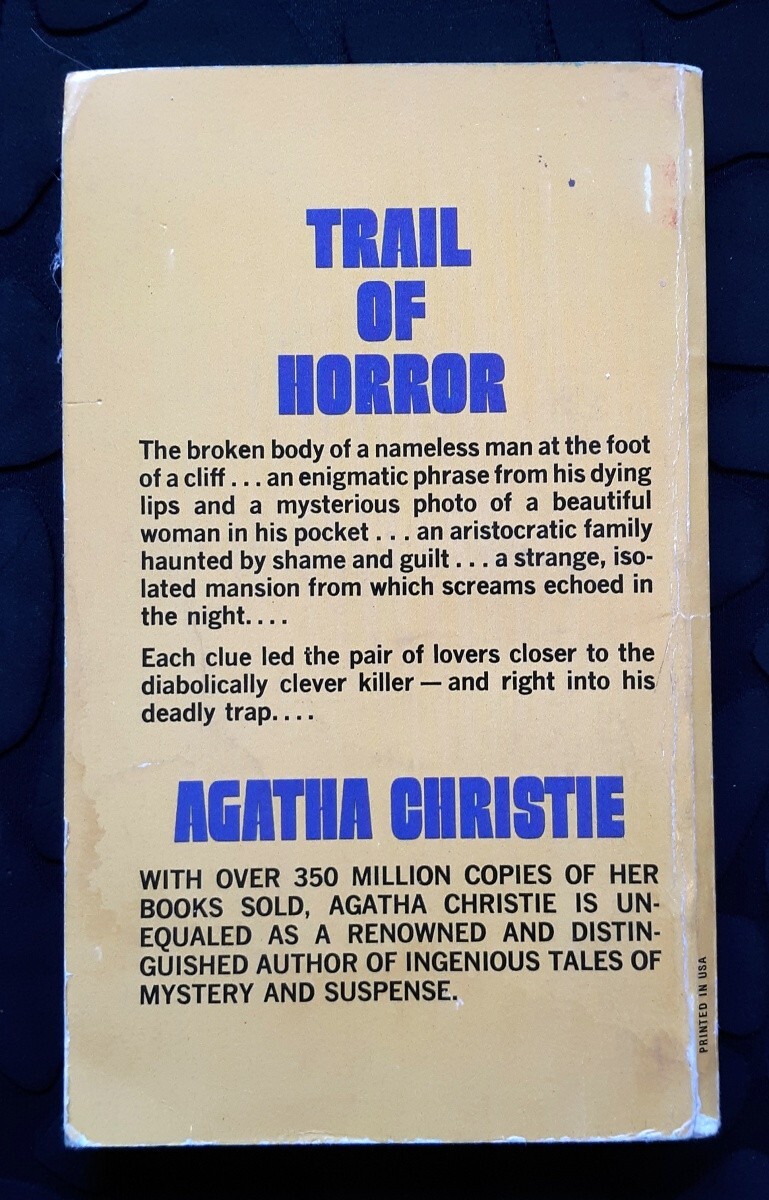 TRAIL
OF
HORROR
The broken body of a nameless man at the foot
of a cliff . . . an enigmatic phrase from his dying
lips and a mysterious photo of a beautiful
woman in his pocket . . . an aristocratic family
haunted by shame and guilt . . . a strange, iso-
lated mansion from which screams echoed in
the night. . . .
Each clue led the pair of lovers closer to the
diabolically clever killer — and right into his
deadly trap. . . .
AGATHA CHRISTIE
WITH OVER 350 MILLION COPIES OF HER
BOOKS SOLD, AGATHA CHRISTIE IS UN-
EQUALED AS A RENOWNED AND DISTIN-
GUISHED AUTHOR OF INGENIOUS TALES OF
MYSTERY AND SUSPENSE.
PRINTED IN USA